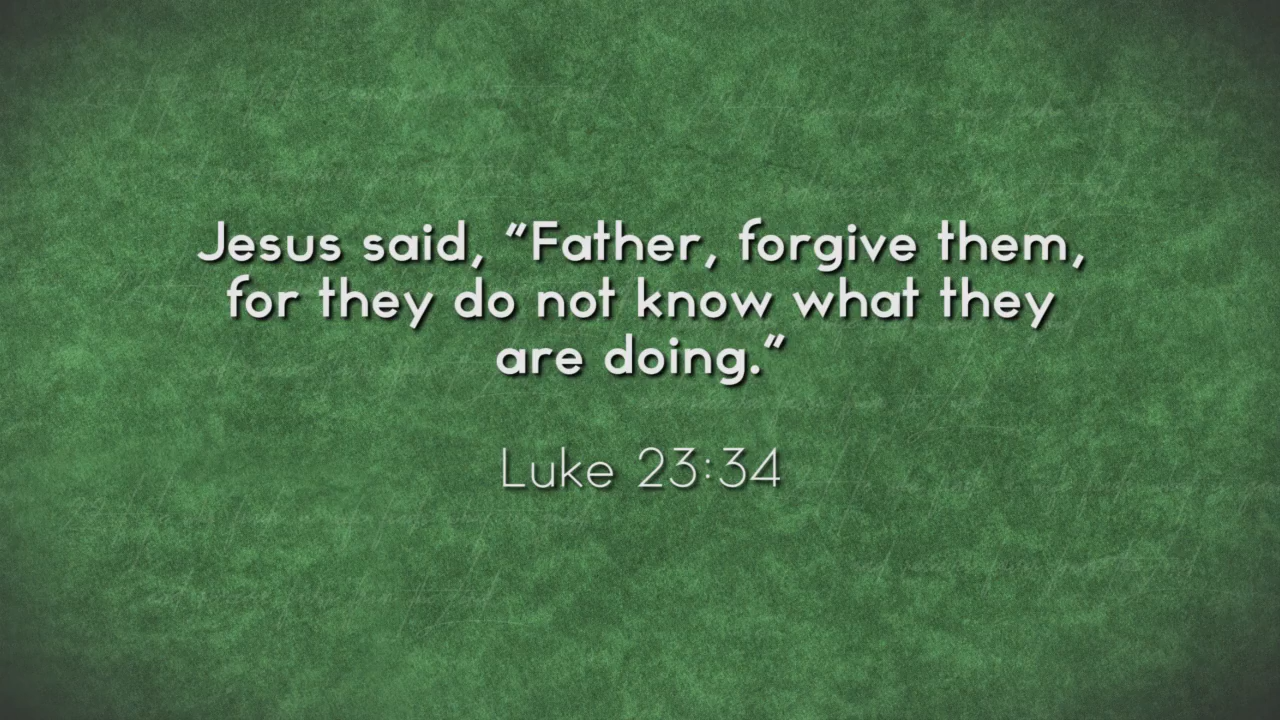 Jesus said, “Father, forgive them,
for they do not know what they
are doing.”
Luke 23:34